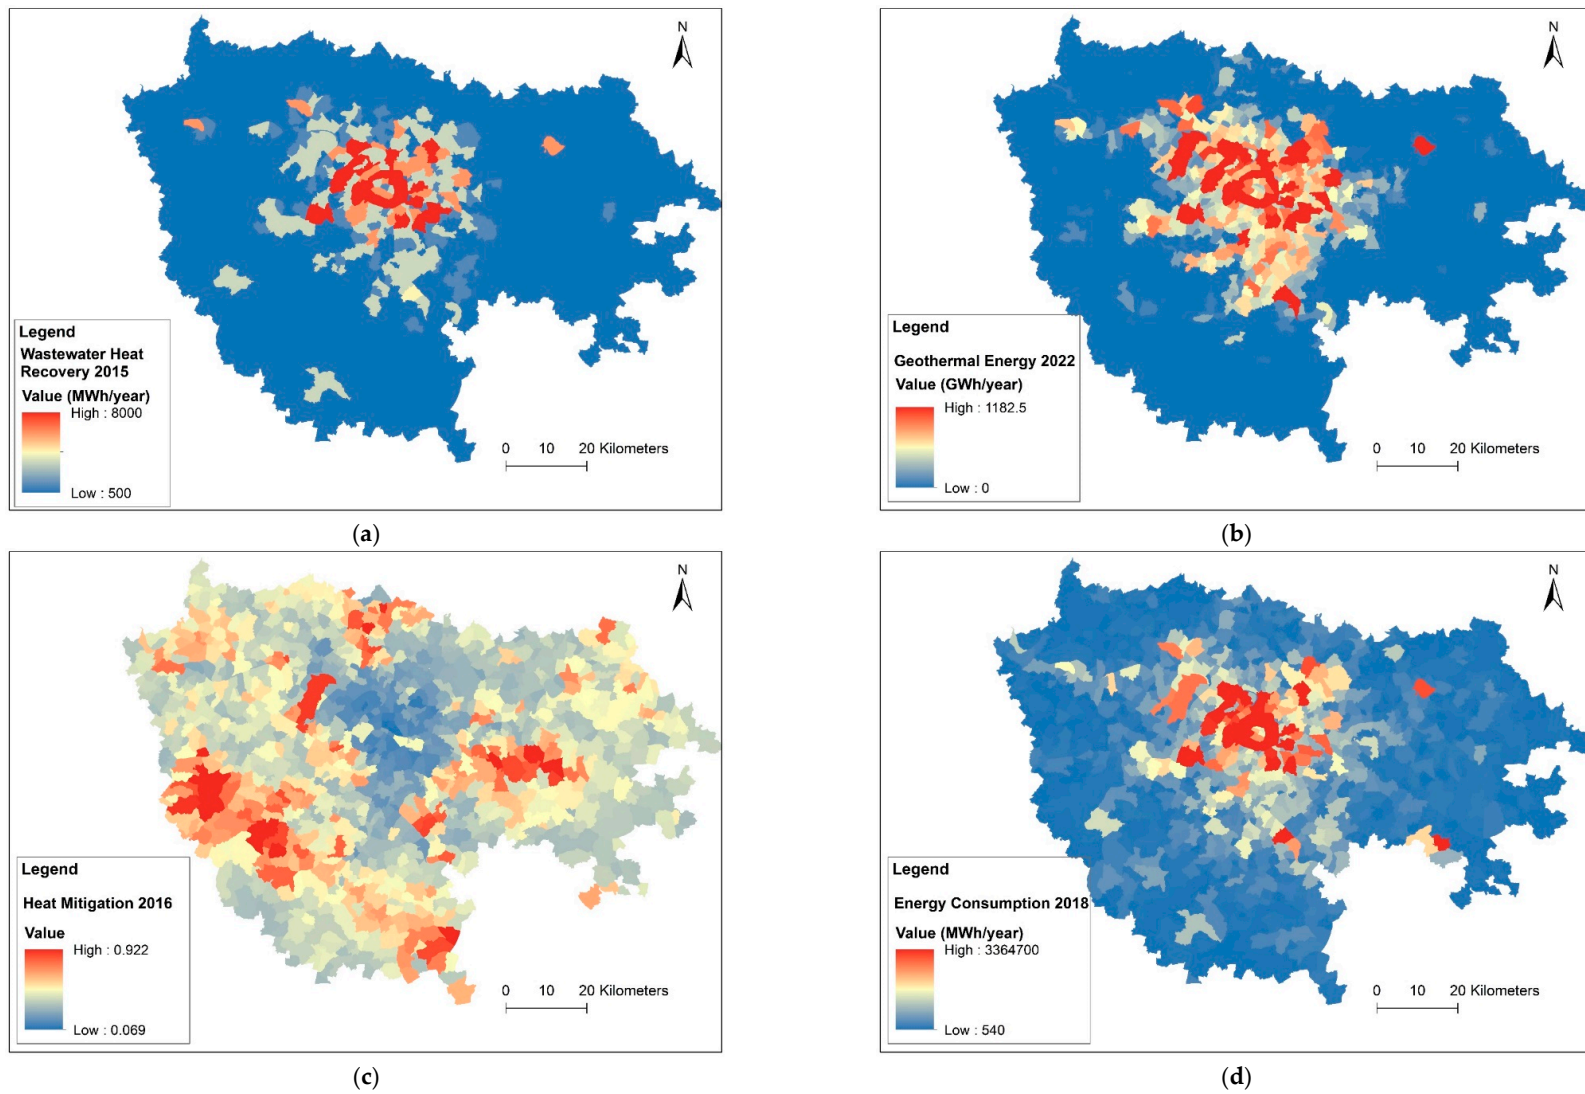 N
Legend
Wastewater Heat
Recovery 2015
Value (MWh/year)
High : 8000
Low : 500
0 10 20 Kilometers
(a)
N
Legend
Geothermal Energy 2022
Value (GWh/year)
High : 1182.5
Low : 0
0 10 20 Kilometers
(b)
N
Legend
Heat Mitigation 2016
Value
High : 0.922
Low : 0.069
0 10 20 Kilometers
(c)
N
Legend
Energy Consumption 2018
Value (MWh/year)
High : 3364700
Low : 540
0 10 20 Kilometers
(d)